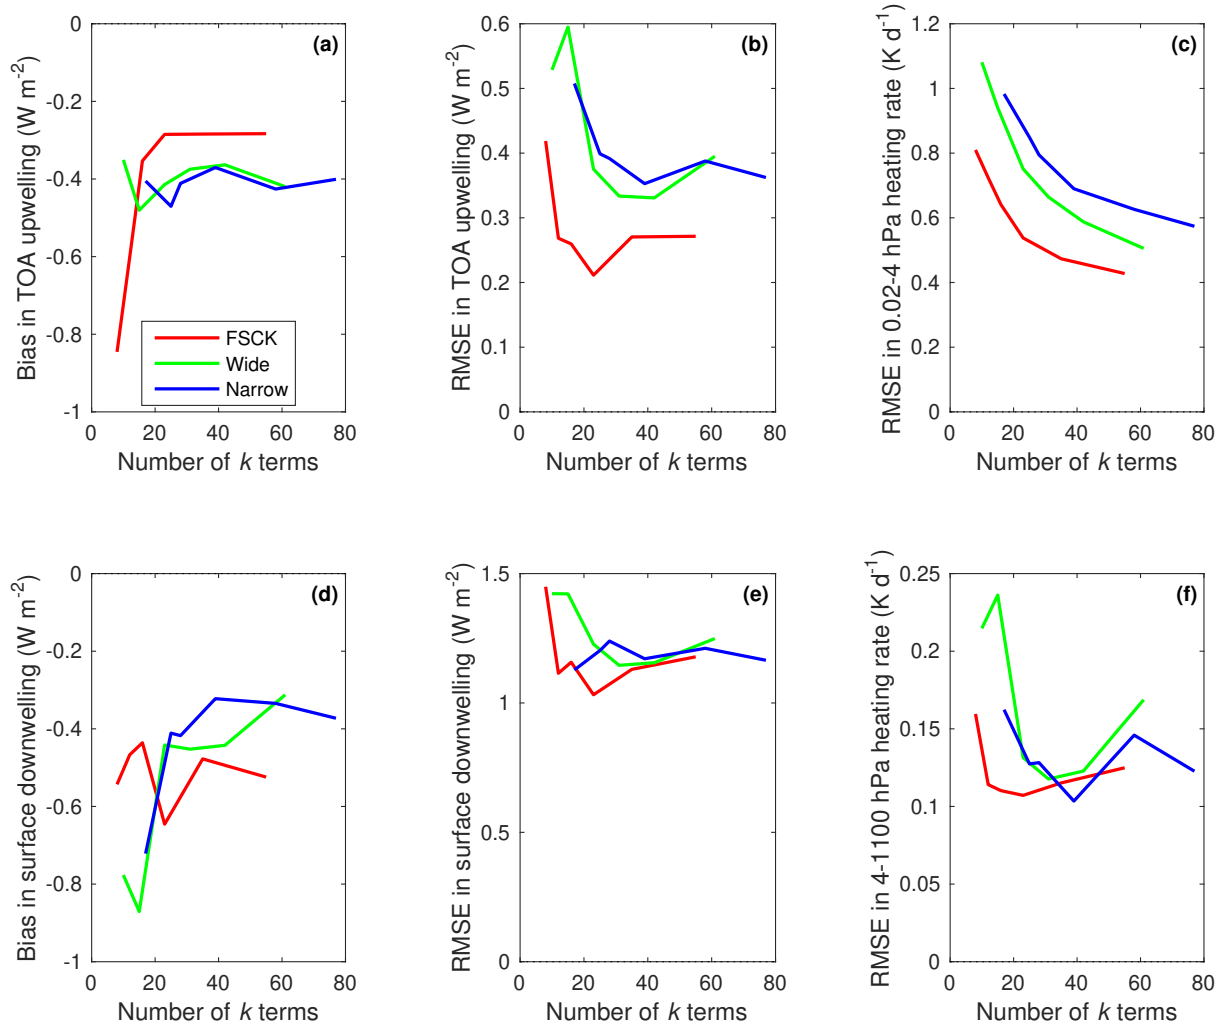 (a)
0
-0.2
-0.4
-0.6
-0.8
-1
Bias in TOA upwelling (W m-2)
FSCK
Wide
Narrow
0 20 40 60 80
Number of k terms
(b)
0.6
0.5
0.4
0.3
0.2
0.1
0
RMSE in TOA upwelling (W m-2)
0 20 40 60 80
Number of k terms
(c)
1.2
1
0.8
0.6
0.4
0.2
0
RMSE in 0.02-4 hPa heating rate (K d-1)
0 20 40 60 80
Number of k terms
(d)
0
-0.2
-0.4
-0.6
-0.8
-1
Bias in surface downwelling (W m-2)
0 20 40 60 80
Number of k terms
(e)
1.5
1
0.5
0
RMSE in surface downwelling (W m-2)
0 20 40 60 80
Number of k terms
(f)
0.25
0.2
0.15
0.1
0.05
0
RMSE in 4-1100 hPa heating rate (K d-1)
0 20 40 60 80
Number of k terms